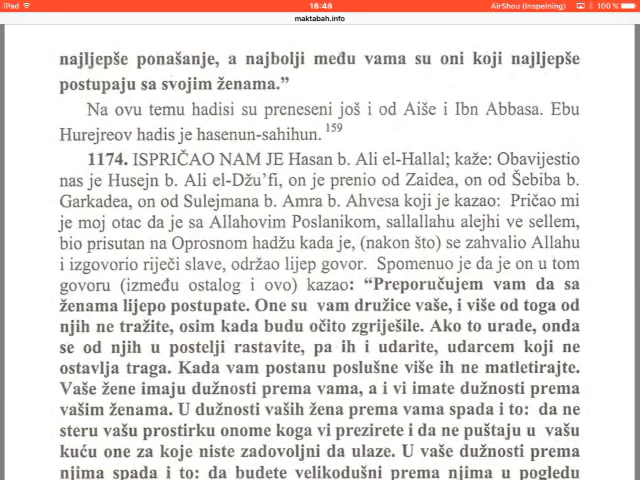 iPad
18:48
AirShou (Inspelning)
100 %
maktabah.info
najljepše ponašanje, a najbolji među vama su oni koji najljepše
postupaju sa svojim ženama.”
Na ovu temu hadisi su preneseni još i od Aiše i Ibn Abbasa. Ebu
Hurejreov hadis je hasenun-sahihun. 159
1174. ISPRIČAO NAM JE Hasan b. Ali el-Hallal; kaže: Obavijestio
nas je Husejn b. Ali el-Džu’fi, on je prenio od Zaidea, on od Šebiba b.
Garkadea, on od Sulejmana b. Amra b. Ahvesa koji je kazao: Pričao mi
je moj otac da je sa Allahovim Poslanikom, sallallahu alejhi ve sellem,
bio prisutan na Oprosnom hadžu kada je, (nakon što) se zahvalio Allahu
i izgovorio riječi slave, održao lijep govor. Spomenuo je da je on u tom
govoru (između ostalog i ovo) kazao: “Preporučujem vam da sa
ženama lijepo postupate. One su vam družice vaše, i više od toga od
njih ne tražite, osim kada budu očito zgriješile. Ako to urade, onda
se od njih u postelji rastavite, pa ih i udarite, udarcem koji ne
ostavlja traga. Kada vam postanu poslušne više ih ne matletirajte.
Vaše žene imaju dužnosti prema vama, a i vi imate dužnosti prema
vašim ženama. U dužnosti vaših žena prema vama spada i to: da ne
steru vašu prostirku onome koga vi prezirete i da ne puštaju u vašu
kuću one za koje niste zadovoljni da ulaze. U vaše dužnosti prema
njima spada i to: da budete velikodušni prema njima u pogledu